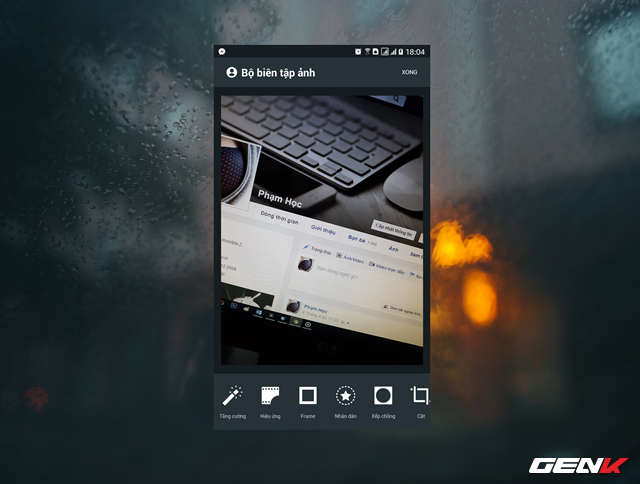 18:04
Bộ biên tập ảnh
XONG
Phạm Học
Cập nhật thông tin
Dòng thời gian Giới thiệu Bạn bè Ảnh Xem
Trạng thái Ảnh/Video Video trực tiếp
Bạn đang nghĩ gì?
Phạm Học
Tăng cường Hiệu ứng Frame Nhãn dán Xếp chồng Cắt
GENK